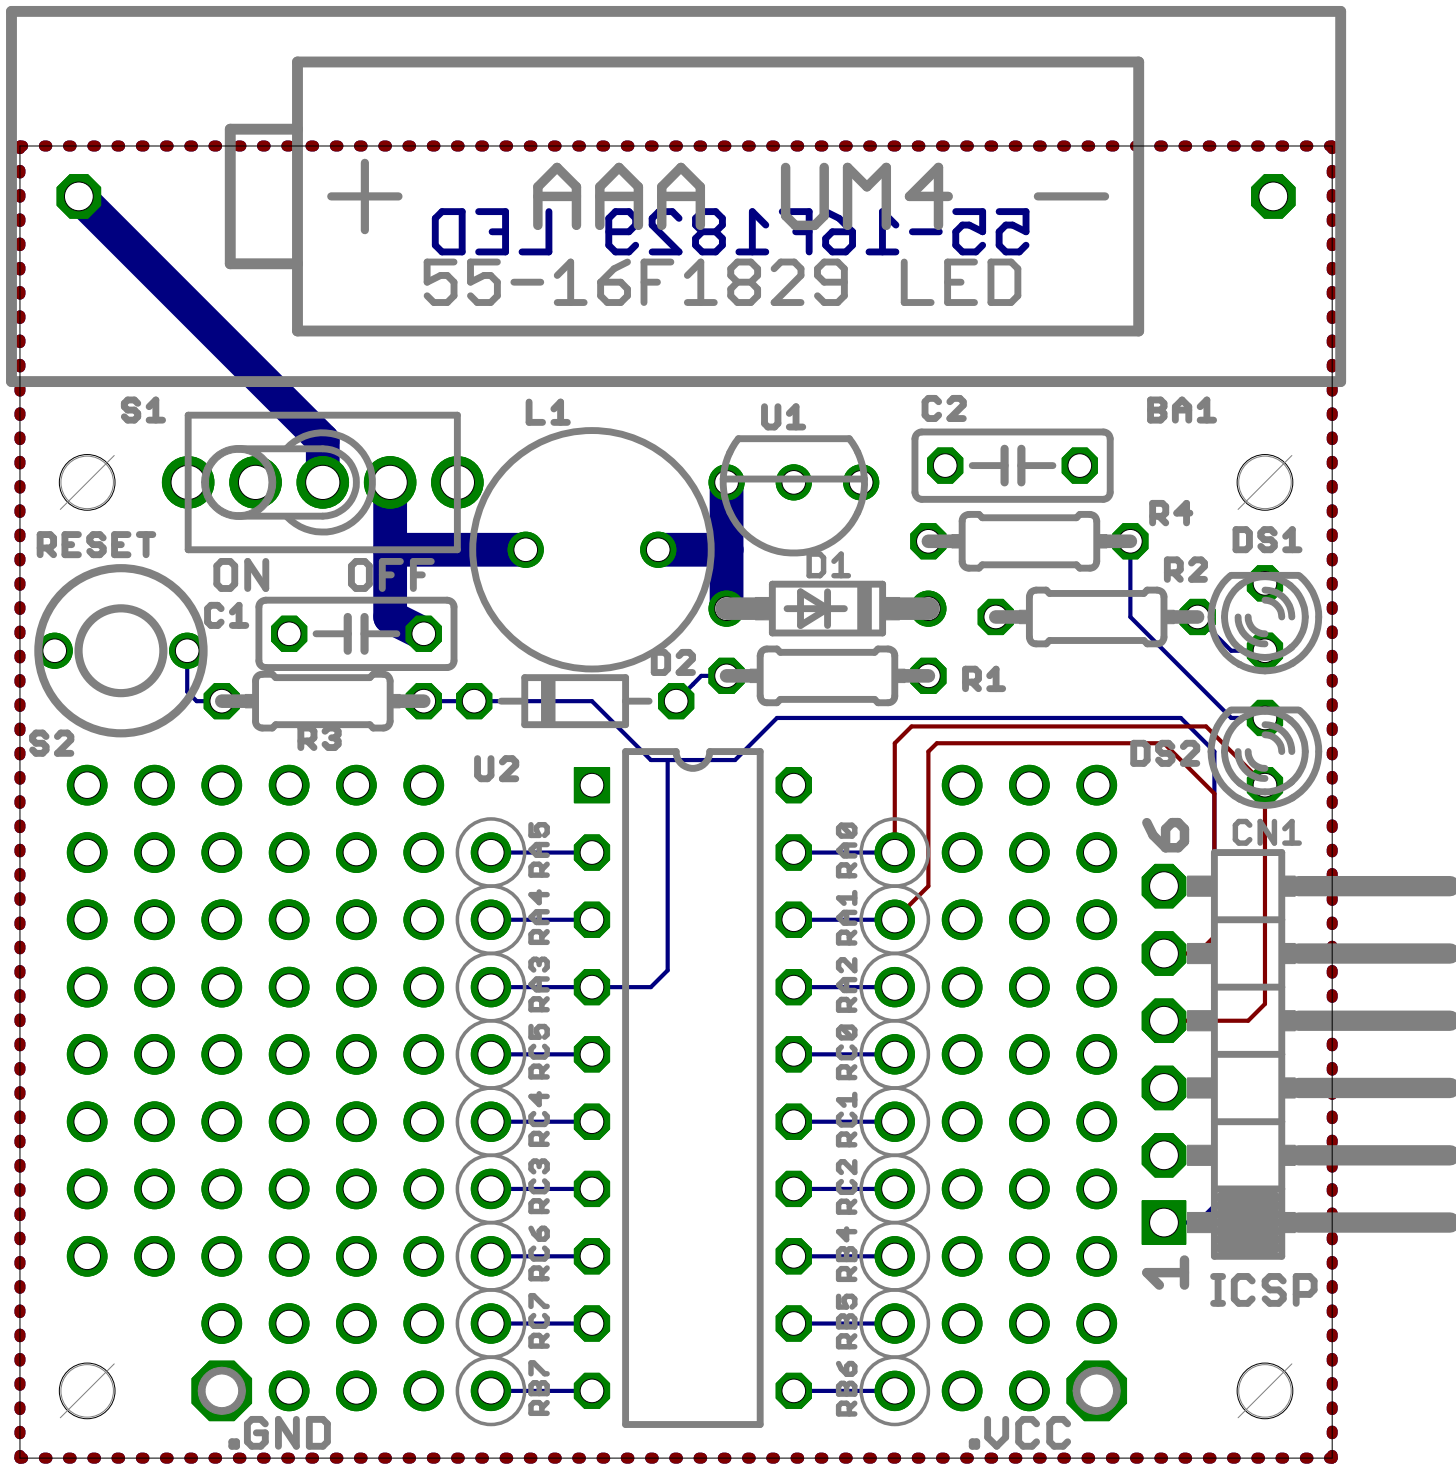 AAA UM4
55-16F1829 LED
55-16F1829 LED
S1
L1
U1
C2
BA1
R4
RESET
DS1
ON
OFF
D1
R2
C1
D2
R1
S2
R3
DS2
U2
6
CN1
RA5
RA0
RA4
RA1
RA3
RA2
RC5
RC0
RC4
RC1
RC3
RC2
RC6
RB4
RC7
RB5
1
ICSP
RB7
RB6
.GND
.VCC